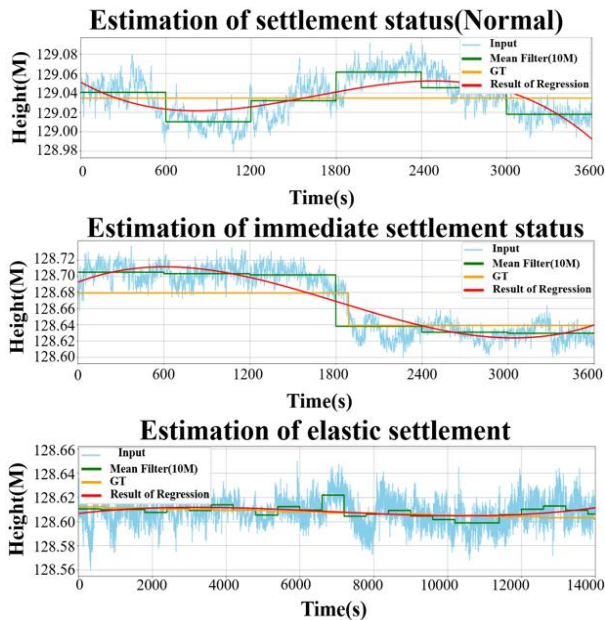 Estimation of settlement status(Normal)
Height(M)
129.08
129.06
129.04
129.02
129.00
128.98
Input
Mean Filter(10M)
GT
Result of Regression
0 600 1200 1800 2400 3000 3600
Time(s)
Estimation of immediate settlement status
Height(M)
128.72
128.70
128.68
128.66
128.64
128.62
128.60
Input
Mean Filter(10M)
GT
Result of Regression
0 600 1200 1800 2400 3000 3600
Time(s)
Estimation of elastic settlement
Height(M)
128.66
128.64
128.62
128.60
128.58
128.56
Input
Mean Filter(10M)
GT
Result of Regression
0 2000 4000 6000 8000 10000 12000 14000
Time(s)